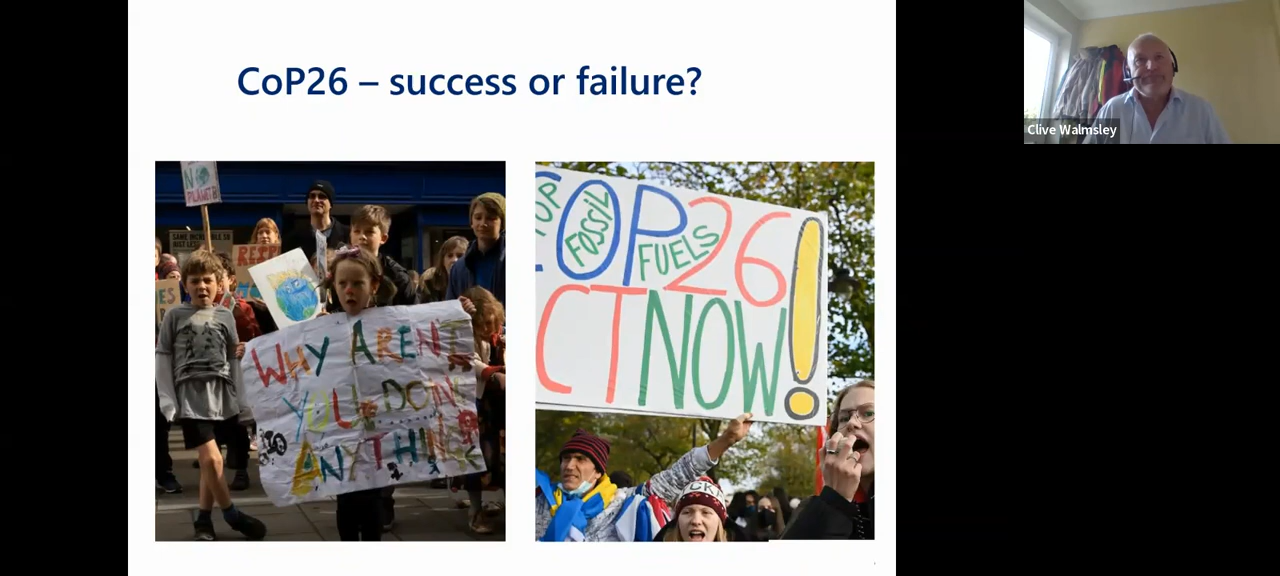 CoP26 – success or failure?
Clive Walmsley
NO
PLANET B
WHY AREN'T
YOU DOING
ANYTHING
STOP
FOSSIL
FUELS
COP 26
CT NOW!